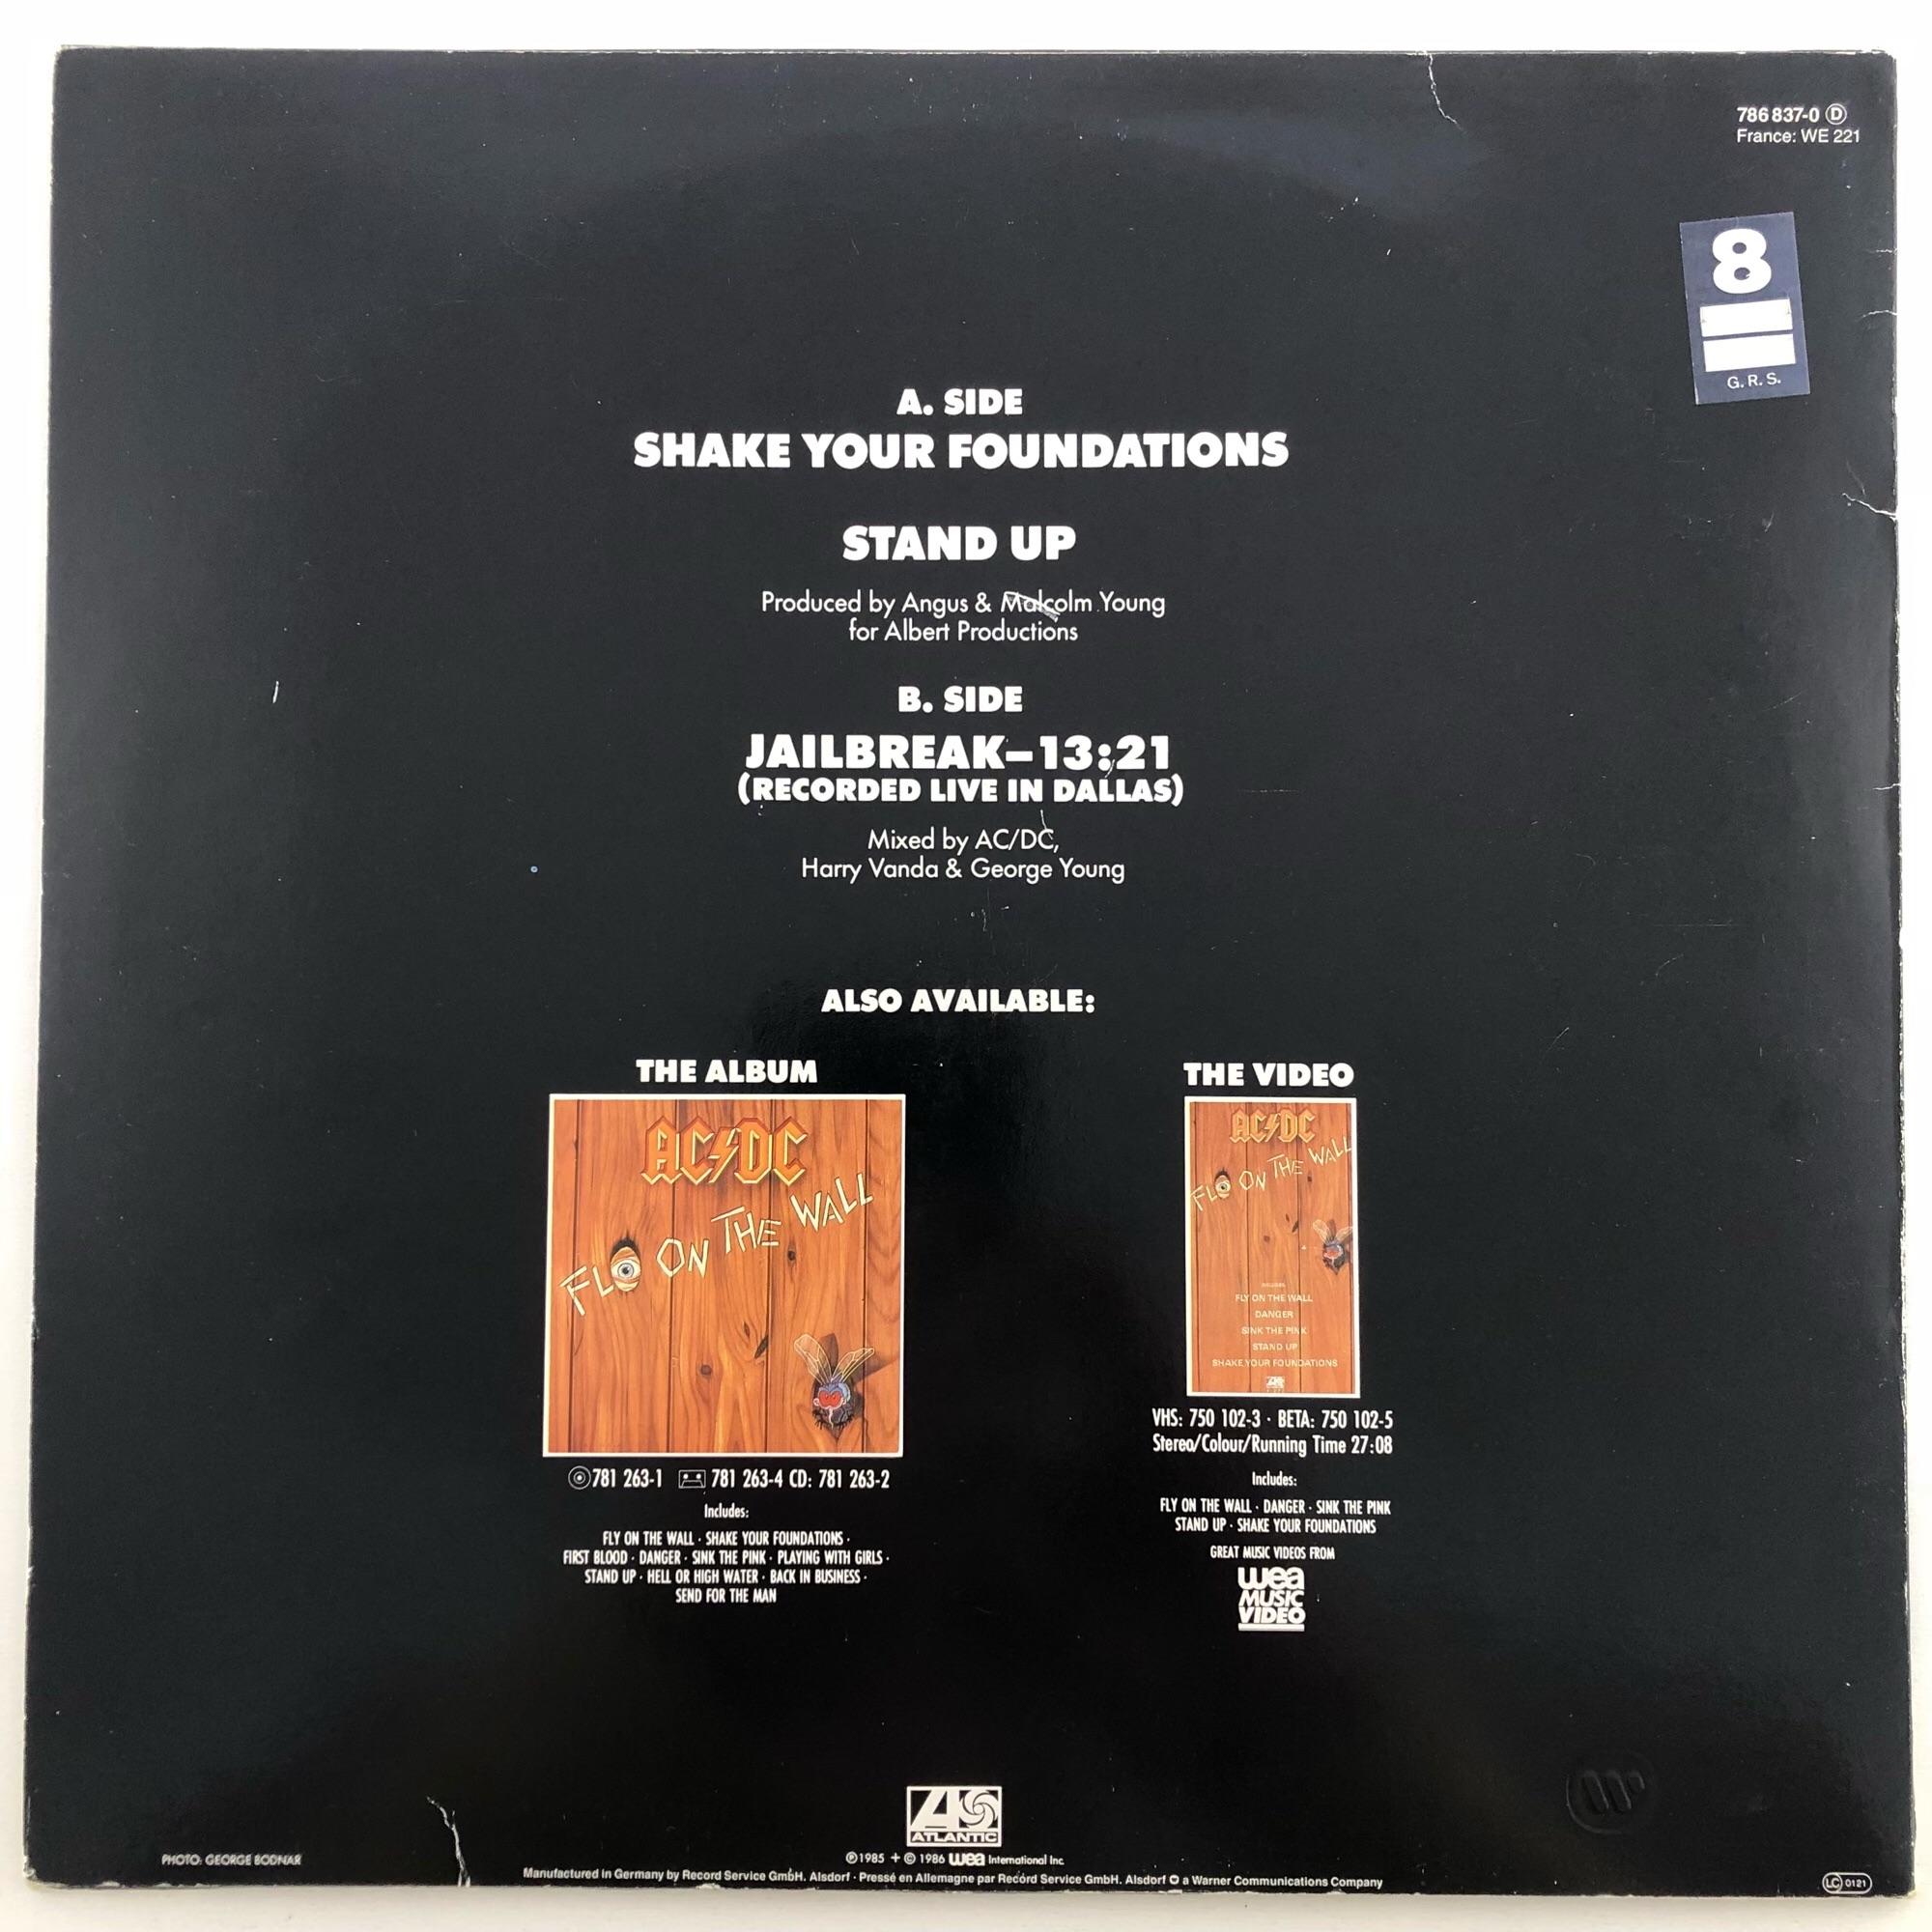 786 837-0 Ⓓ
France: WE 221
8
G. R. S.
A. SIDE
SHAKE YOUR FOUNDATIONS
STAND UP
Produced by Angus & Malcolm Young
for Albert Productions
B. SIDE
JAILBREAK–13:21
(RECORDED LIVE IN DALLAS)
Mixed by AC/DC,
Harry Vanda & George Young
ALSO AVAILABLE:
THE ALBUM
AC/DC
FLY ON THE WALL
781 263-1 781 263-4 CD: 781 263-2
Includes:
FLY ON THE WALL · SHAKE YOUR FOUNDATIONS ·
FIRST BLOOD · DANGER · SINK THE PINK · PLAYING WITH GIRLS ·
STAND UP · HELL OR HIGH WATER · BACK IN BUSINESS ·
SEND FOR THE MAN
THE VIDEO
AC/DC
FLY ON THE WALL
FLY ON THE WALL
DANGER
SINK THE PINK
STAND UP
SHAKE YOUR FOUNDATIONS
VHS: 750 102-3 · BETA: 750 102-5
Stereo/Colour/Running Time 27:08
Includes:
FLY ON THE WALL · DANGER · SINK THE PINK
STAND UP · SHAKE YOUR FOUNDATIONS
GREAT MUSIC VIDEOS FROM
wea
MUSIC
VIDEO
ATLANTIC
PHOTO: GEORGE BODNAR
℗ 1985 + © 1986 wea International Inc.
Manufactured in Germany by Record Service GmbH. Alsdorf · Pressé en Allemagne par Record Service GmbH. Alsdorf a Warner Communications Company
LC 0121